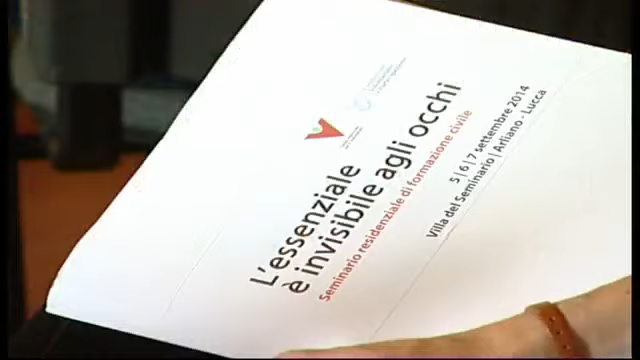 L'essenziale
è invisibile agli occhi
Seminario residenziale di formazione civile
5|6|7 settembre 2014
Villa del Seminario | Arliano - Lucca